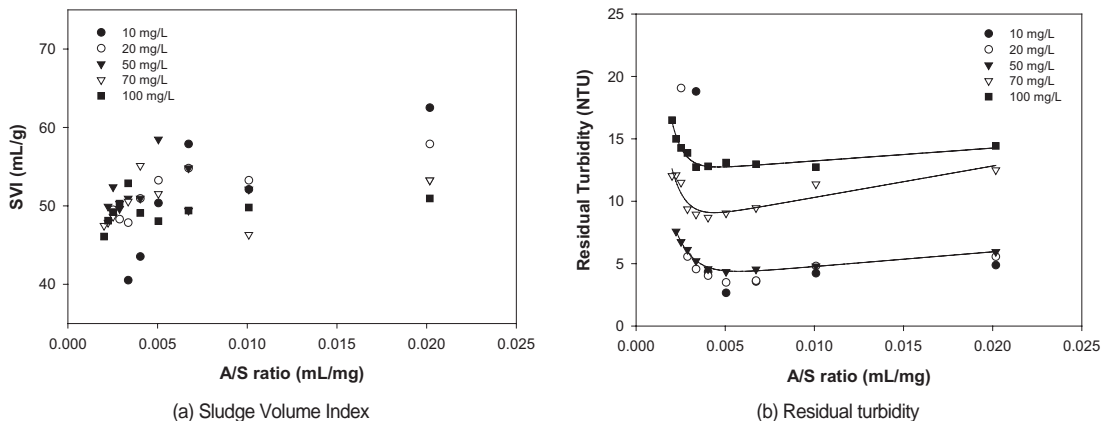 70
60
50
40
SVI (mL/g)
10 mg/L
20 mg/L
50 mg/L
70 mg/L
100 mg/L
0.000 0.005 0.010 0.015 0.020 0.025
A/S ratio (mL/mg)
(a) Sludge Volume Index
25
20
15
10
5
0
Residual Turbidity (NTU)
10 mg/L
20 mg/L
50 mg/L
70 mg/L
100 mg/L
0.000 0.005 0.010 0.015 0.020 0.025
A/S ratio (mL/mg)
(b) Residual turbidity